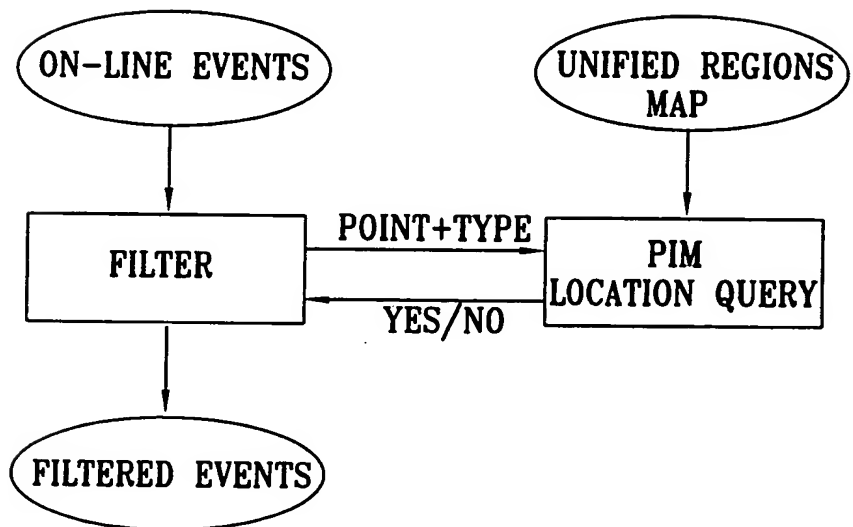 ON-LINE EVENTS
UNIFIED REGIONS
MAP
POINT+TYPE
FILTER
PIM
LOCATION QUERY
YES/NO
FILTERED EVENTS